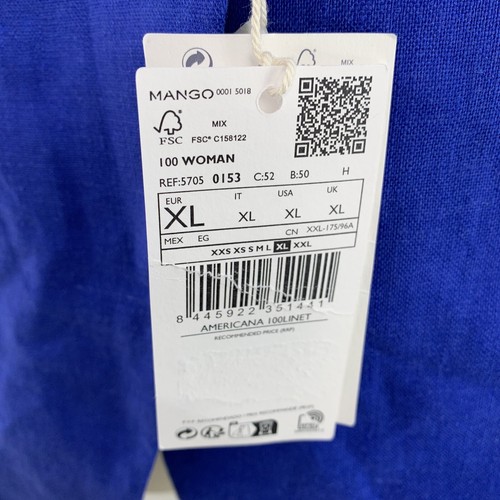 MIX
MANGO 0001 5018
FSC
MIX
FSC® C158122
100 WOMAN
REF:5705 0153 C:52 B:50 H
EUR IT USA UK
XL XL XL XL
MEX EG CN XXL-175/96A
XXS XS S M L XL XXL
8 445922 351441
AMERICANA 100LINET
RECOMMENDED PRICE (RRP)